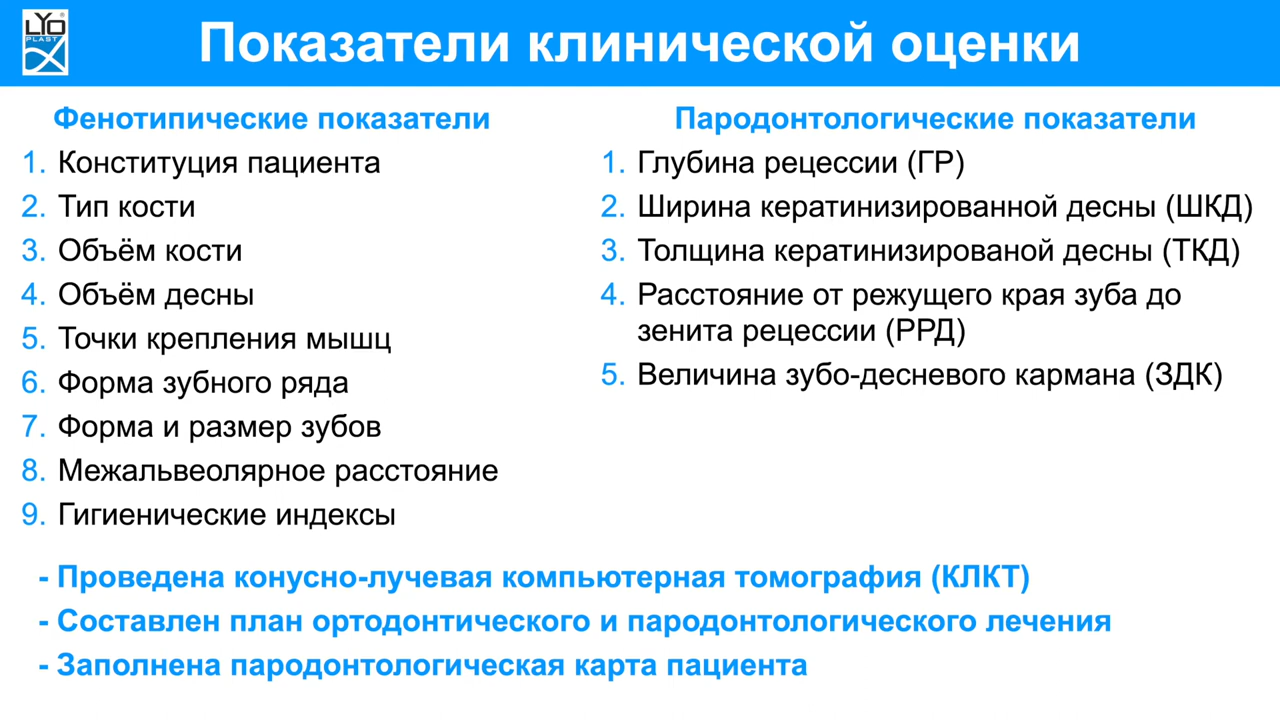 LYO
PLAST
Показатели клинической оценки
Фенотипические показатели
1. Конституция пациента
2. Тип кости
3. Объём кости
4. Объём десны
5. Точки крепления мышц
6. Форма зубного ряда
7. Форма и размер зубов
8. Межальвеолярное расстояние
9. Гигиенические индексы
Пародонтологические показатели
1. Глубина рецессии (ГР)
2. Ширина кератинизированной десны (ШКД)
3. Толщина кератинизированой десны (ТКД)
4. Расстояние от режущего края зуба до
зенита рецессии (РРД)
5. Величина зубо-десневого кармана (ЗДК)
- Проведена конусно-лучевая компьютерная томография (КЛКТ)
- Составлен план ортодонтического и пародонтологического лечения
- Заполнена пародонтологическая карта пациента